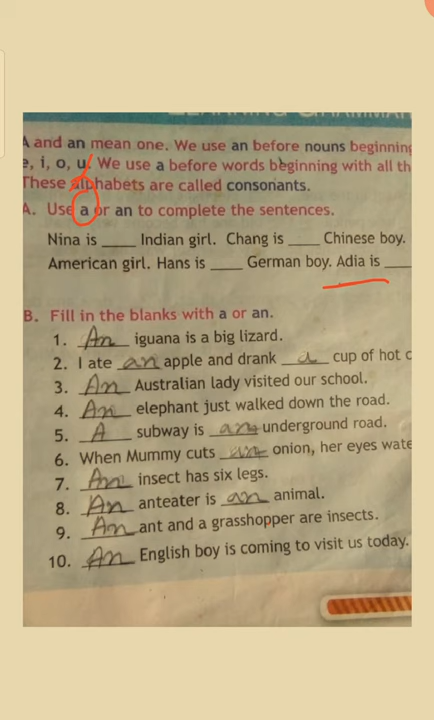 LEARNING GRAMMAR
A and an mean one. We use an before nouns beginning
e, i, o, u. We use a before words beginning with all th
These alphabets are called consonants.
A. Use a or an to complete the sentences.
Nina is ____ Indian girl. Chang is ____ Chinese boy.
American girl. Hans is ____ German boy. Adia is ____
B. Fill in the blanks with a or an.
1. An iguana is a big lizard.
2. I ate an apple and drank a cup of hot c
3. An Australian lady visited our school.
4. An elephant just walked down the road.
5. A subway is an underground road.
6. When Mummy cuts an onion, her eyes wate
7. An insect has six legs.
8. An anteater is an animal.
9. An ant and a grasshopper are insects.
10. An English boy is coming to visit us today.